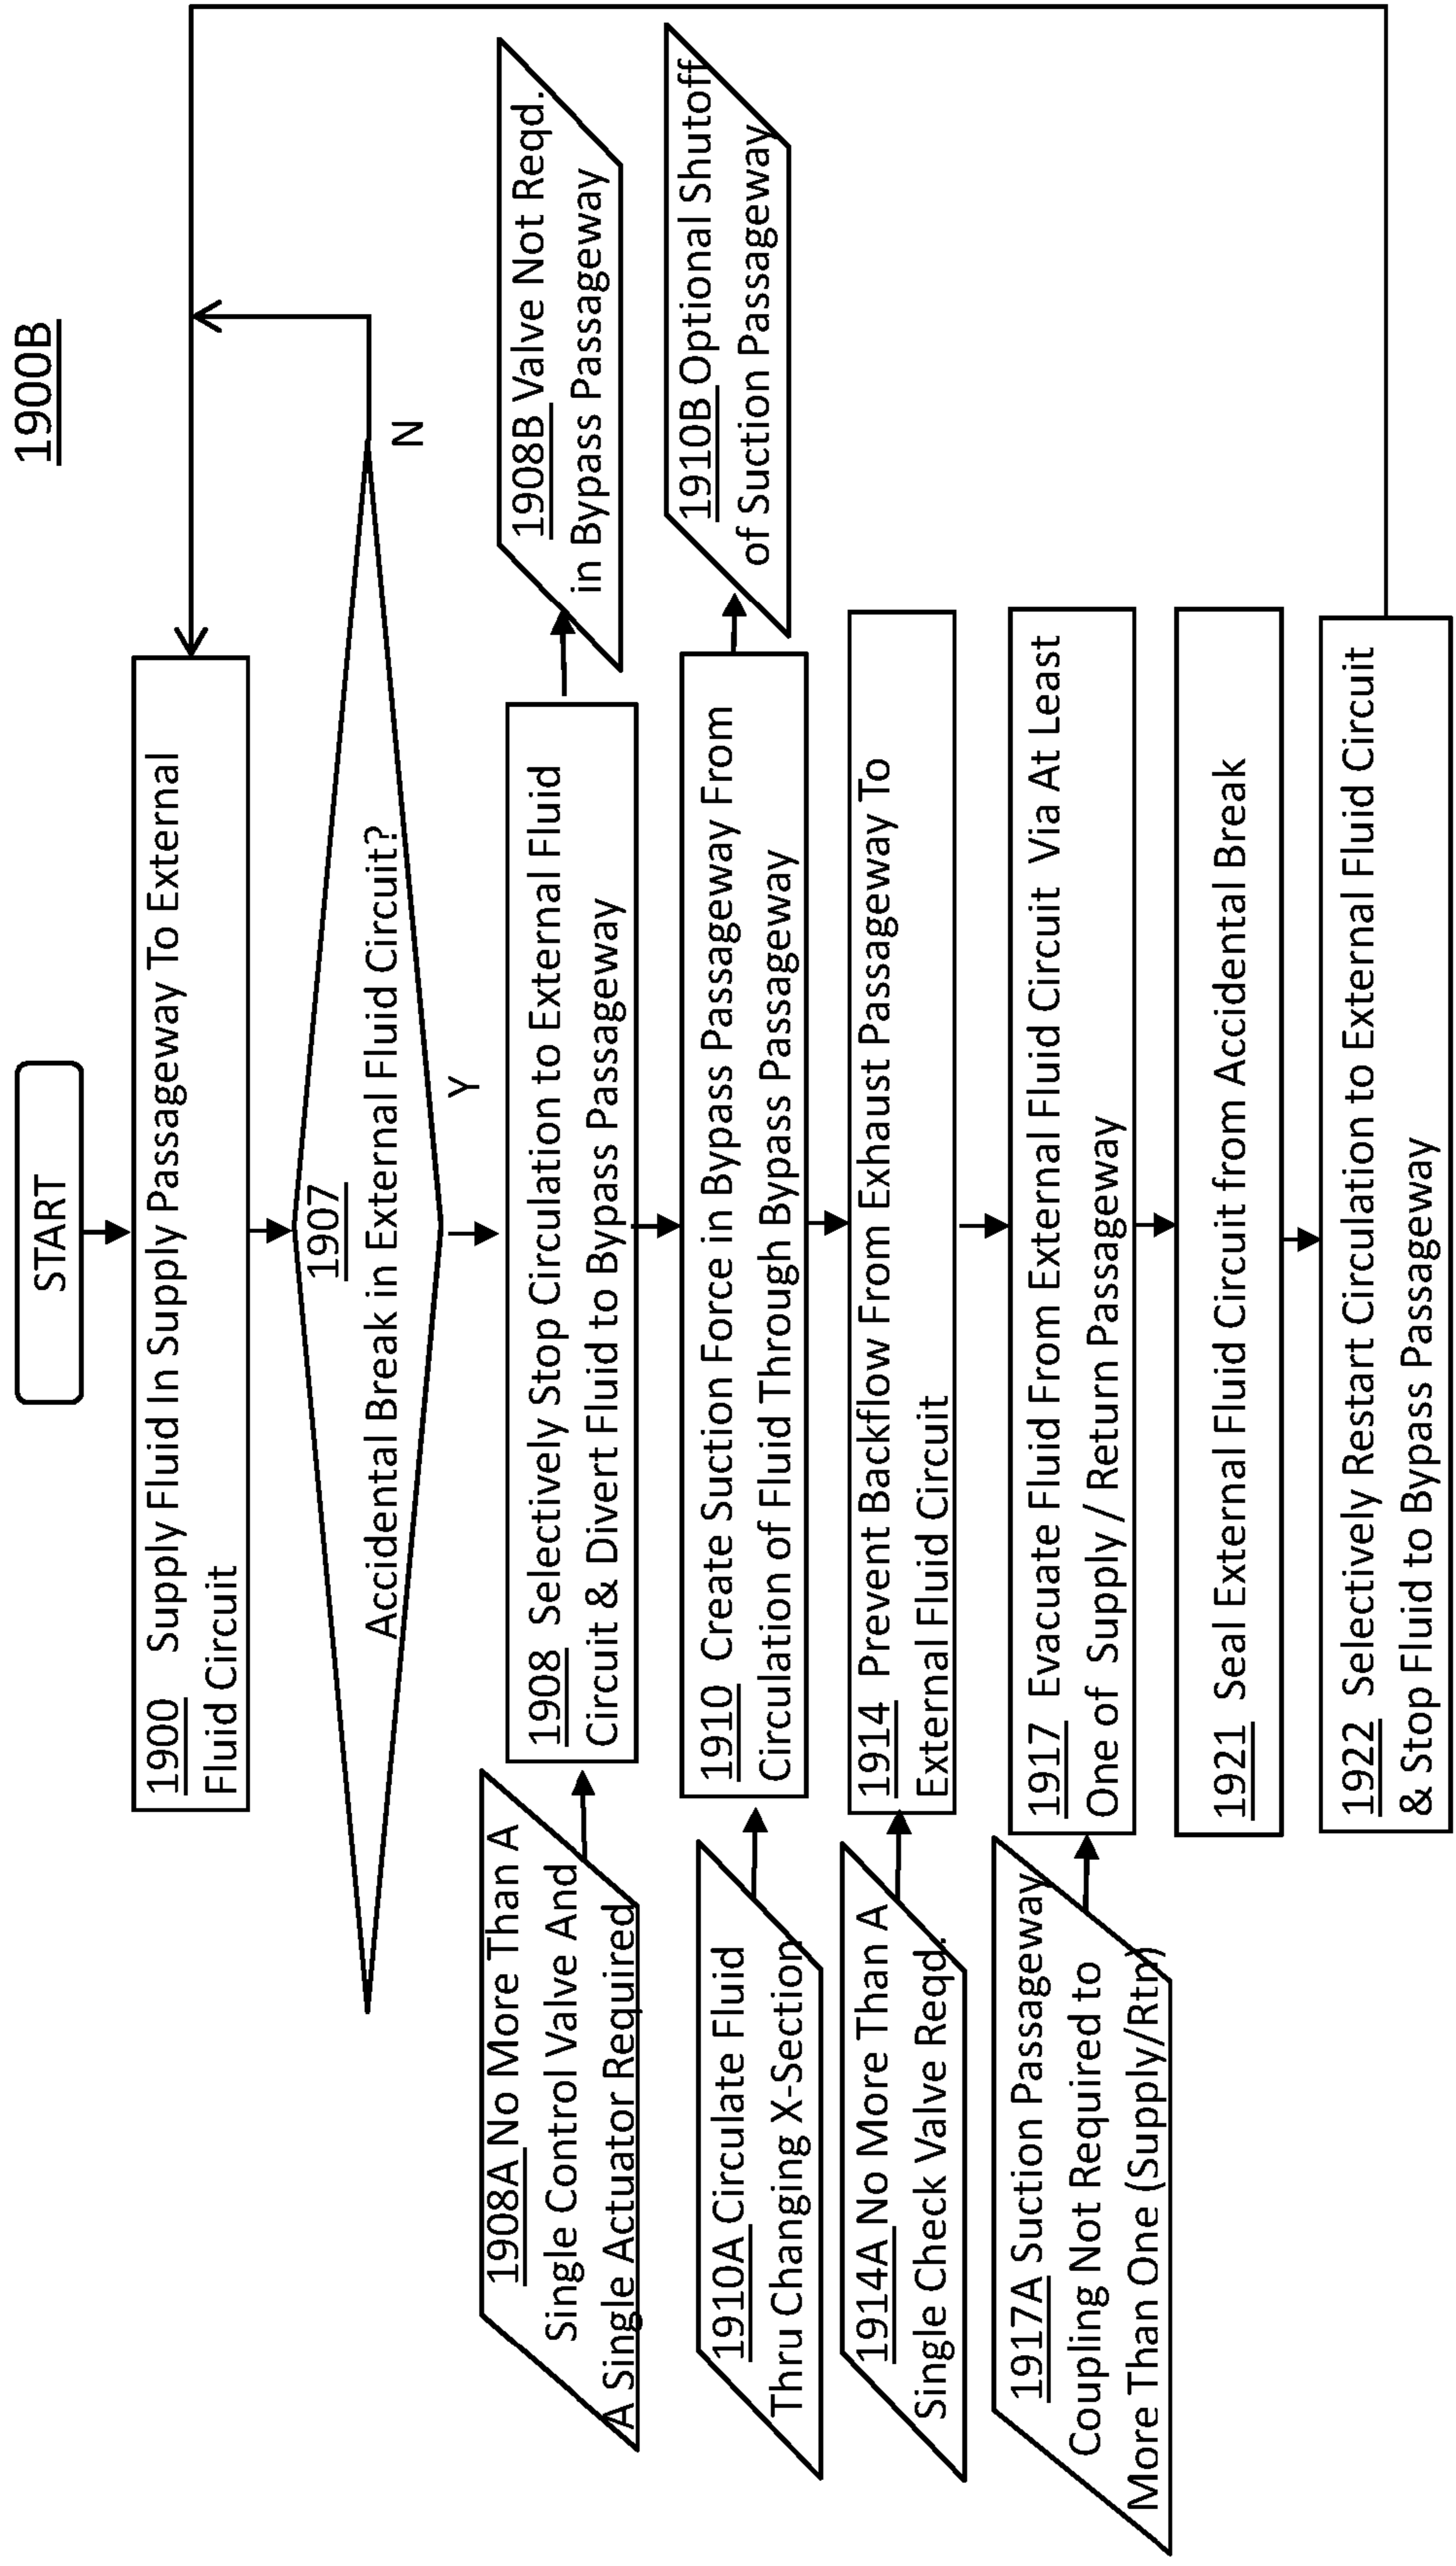 1900B
START
1900 Supply Fluid In Supply Passageway To External
Fluid Circuit
1907
Accidental Break in External Fluid Circuit?
N
Y
1908A No More Than A
Single Control Valve And
A Single Actuator Required
1908 Selectively Stop Circulation to External Fluid
Circuit & Divert Fluid to Bypass Passageway
1908B Valve Not Reqd.
in Bypass Passageway
1910A Circulate Fluid
Thru Changing X-Section
1910 Create Suction Force in Bypass Passageway From
Circulation of Fluid Through Bypass Passageway
1910B Optional Shutoff
of Suction Passageway
1914A No More Than A
Single Check Valve Reqd.
1914 Prevent Backflow From Exhaust Passageway To
External Fluid Circuit
1917A Suction Passageway
Coupling Not Required to
More Than One (Supply/Rtn)
1917 Evacuate Fluid From External Fluid Circuit Via At Least
One of Supply / Return Passageway
1921 Seal External Fluid Circuit from Accidental Break
1922 Selectively Restart Circulation to External Fluid Circuit
& Stop Fluid to Bypass Passageway